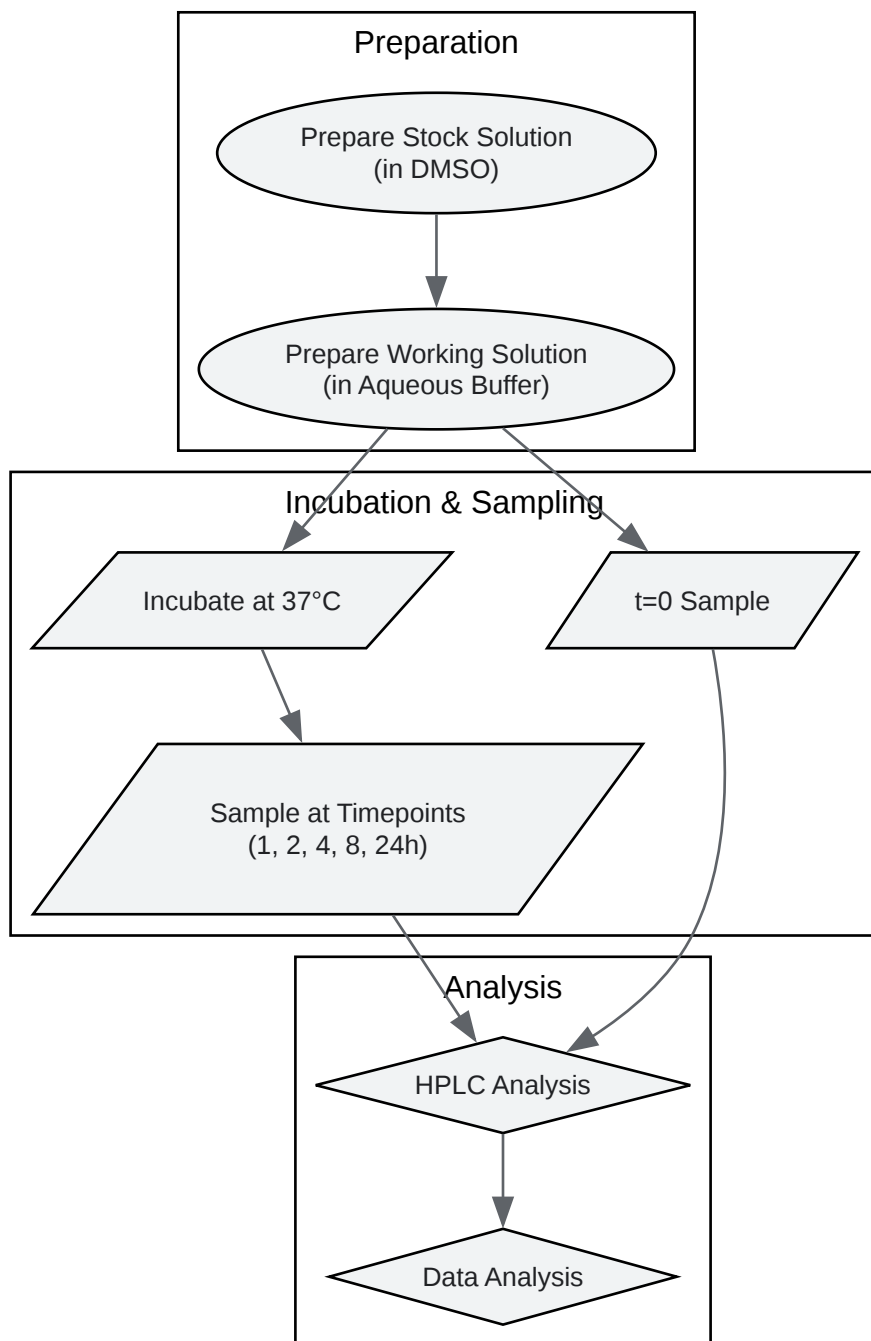 Preparation
Prepare Stock Solution
(in DMSO)
Prepare Working Solution
(in Aqueous Buffer)
Incubation & Sampling
Incubate at 37°C
t=0 Sample
Sample at Timepoints
(1, 2, 4, 8, 24h)
Analysis
HPLC Analysis
Data Analysis